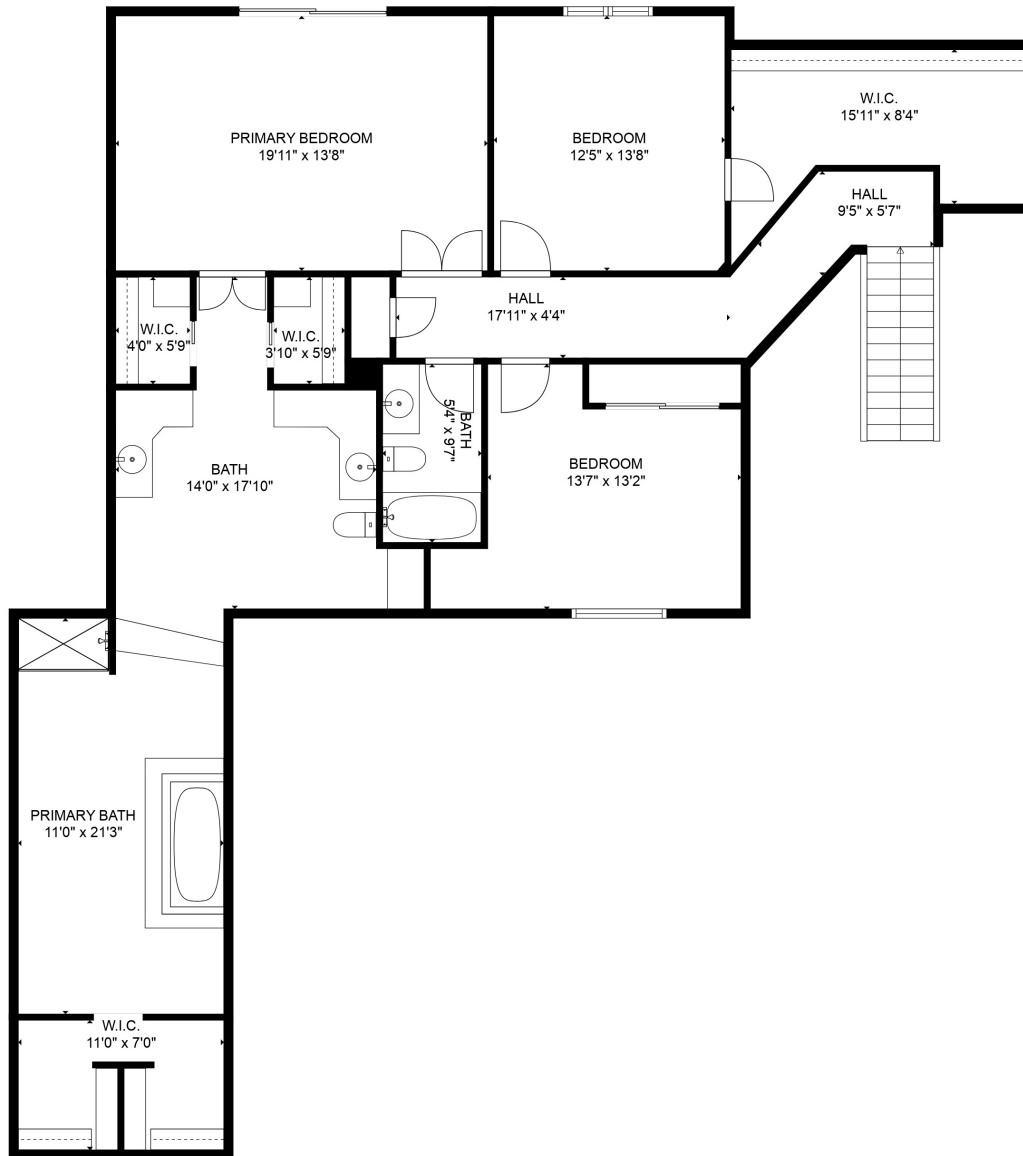 PRIMARY BEDROOM
19'11" x 13'8"
BEDROOM
12'5" x 13'8"
W.I.C.
15'11" x 8'4"
HALL
9'5" x 5'7"
HALL
17'11" x 4'4"
W.I.C.
4'0" x 5'9"
W.I.C.
3'10" x 5'9"
BATH
5'4" x 9'7"
BATH
14'0" x 17'10"
BEDROOM
13'7" x 13'2"
PRIMARY BATH
11'0" x 21'3"
W.I.C.
11'0" x 7'0"